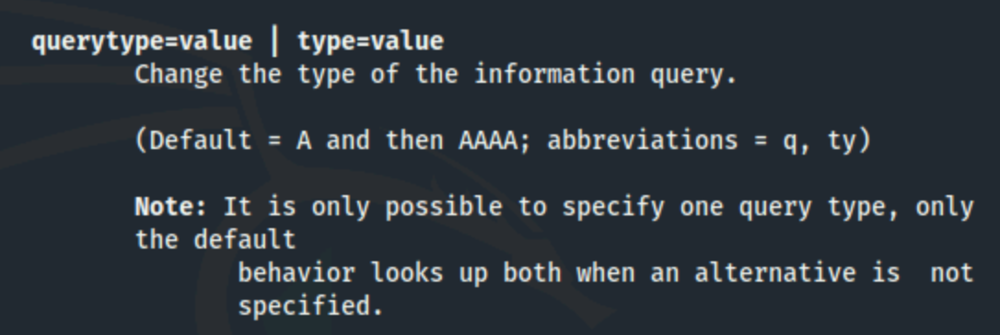 querytype=value | type=value
Change the type of the information query.
(Default = A and then AAAA; abbreviations = q, ty)
Note: It is only possible to specify one query type, only
the default
behavior looks up both when an alternative is  not
specified.